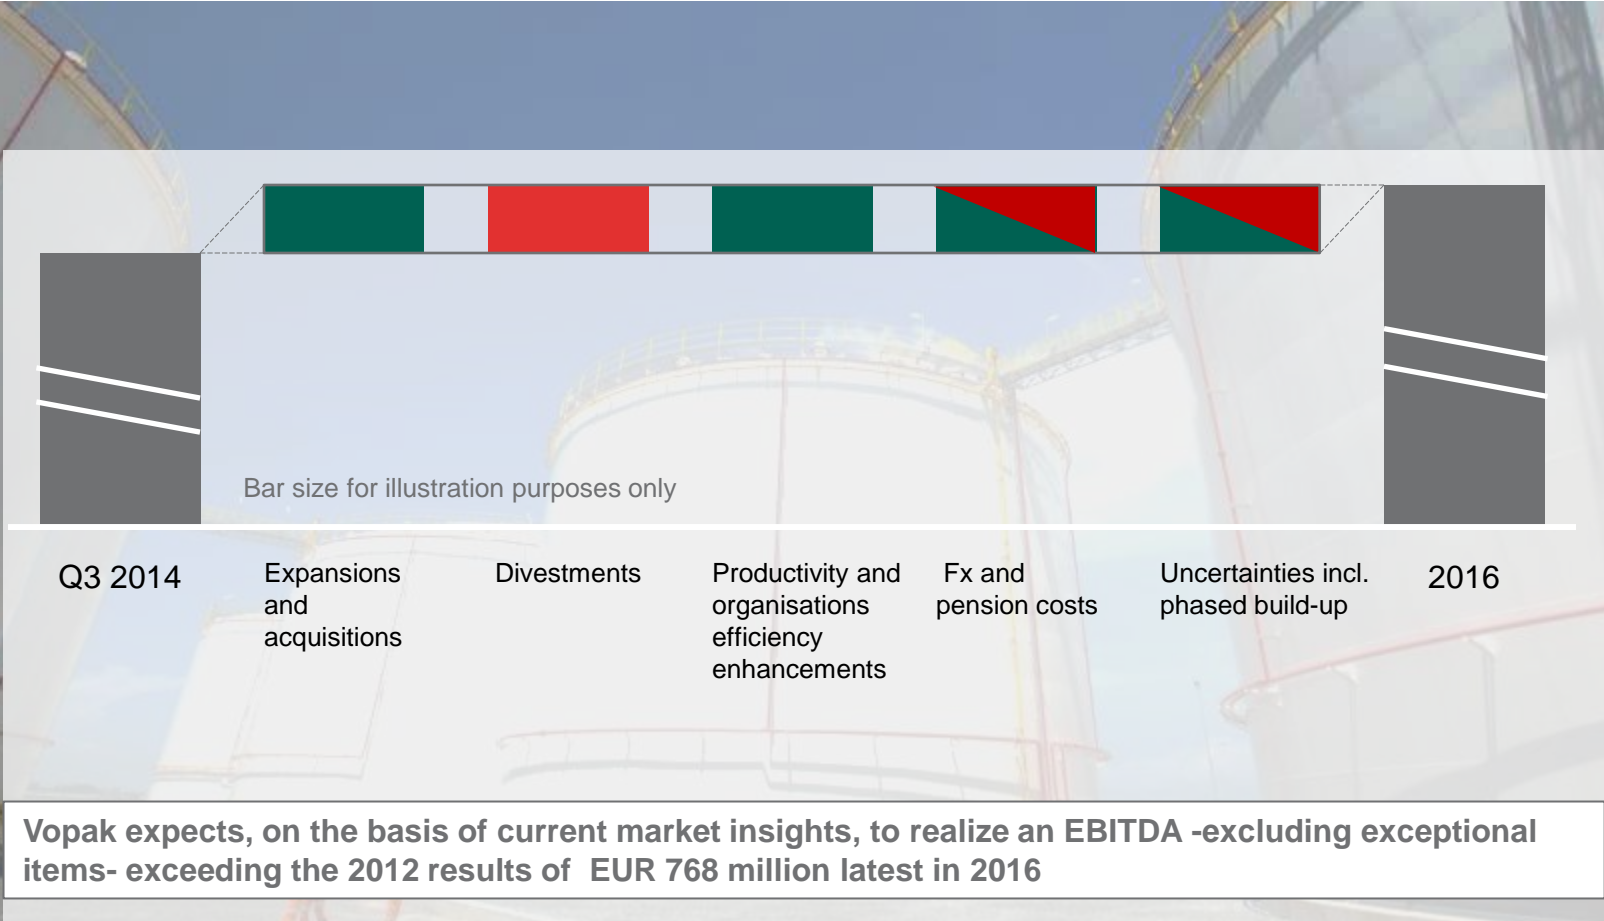 Bar size for illustration purposes only
Q3 2014
Expansions
and
acquisitions
Divestments
Productivity and
organisations
efficiency
enhancements
Fx and
pension costs
Uncertainties incl.
phased build-up
2016
Vopak expects, on the basis of current market insights, to realize an EBITDA -excluding exceptional
items- exceeding the 2012 results of  EUR 768 million latest in 2016